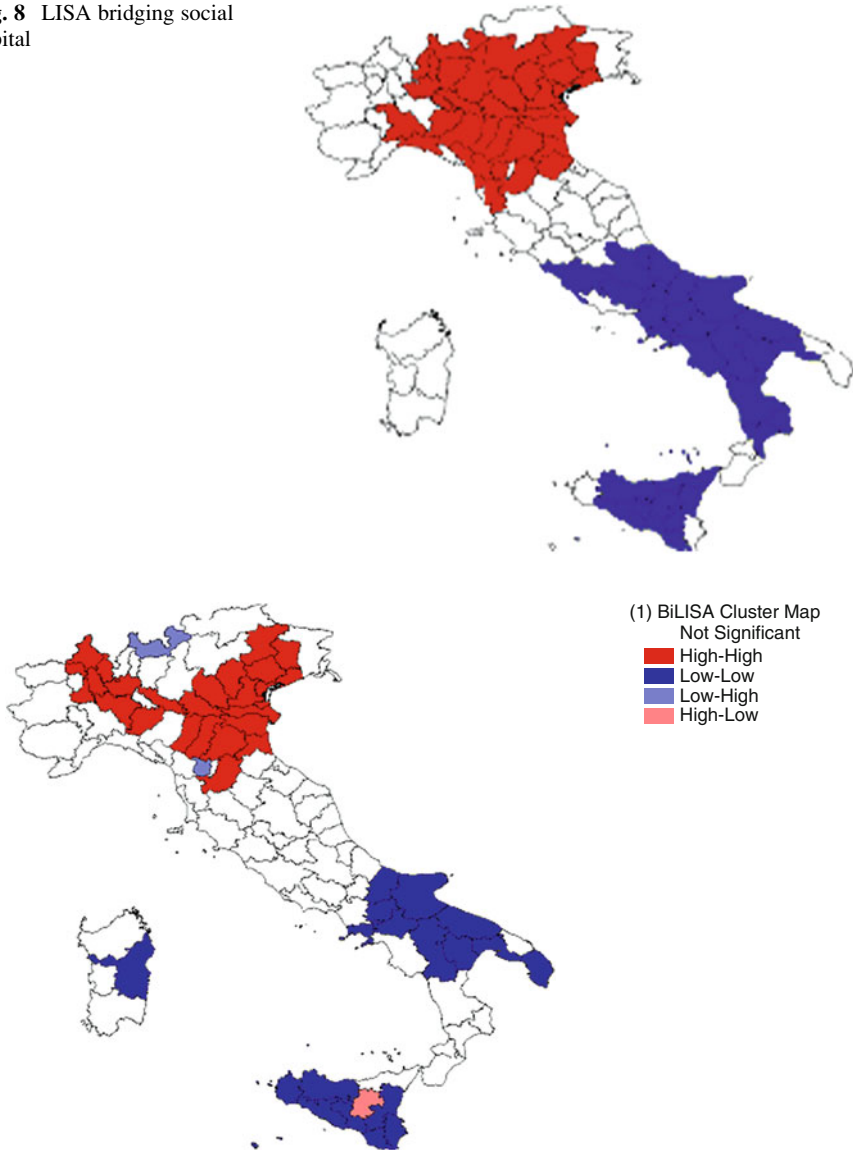 g. 8 LISA bridging social
pital
(1) BiLISA Cluster Map
Not Significant
High-High
Low-Low
Low-High
High-Low